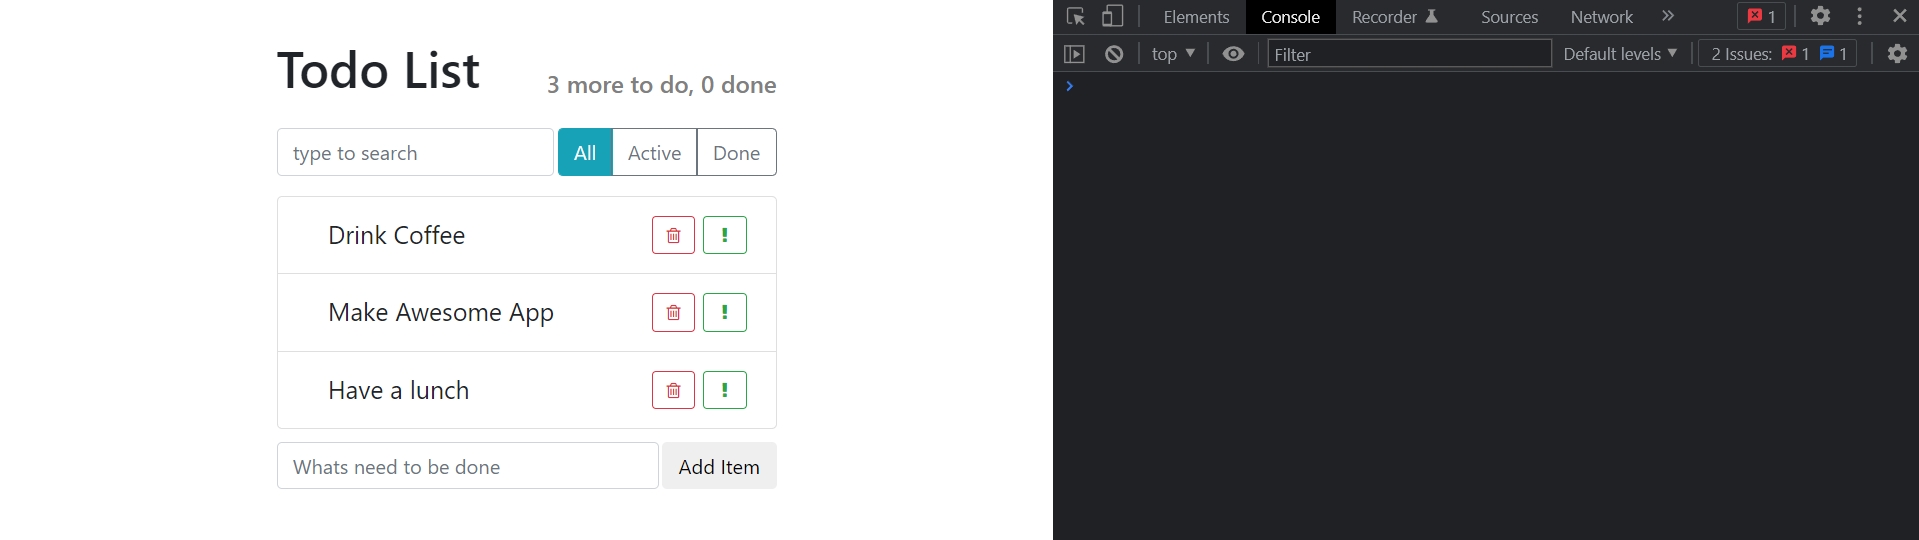 Todo List
3 more to do, 0 done
type to search
All
Active
Done
Drink Coffee
Make Awesome App
Have a lunch
Whats need to be done
Add Item
Elements
Console
Recorder
Sources
Network
1
top
Filter
Default levels
2 Issues: 1 1